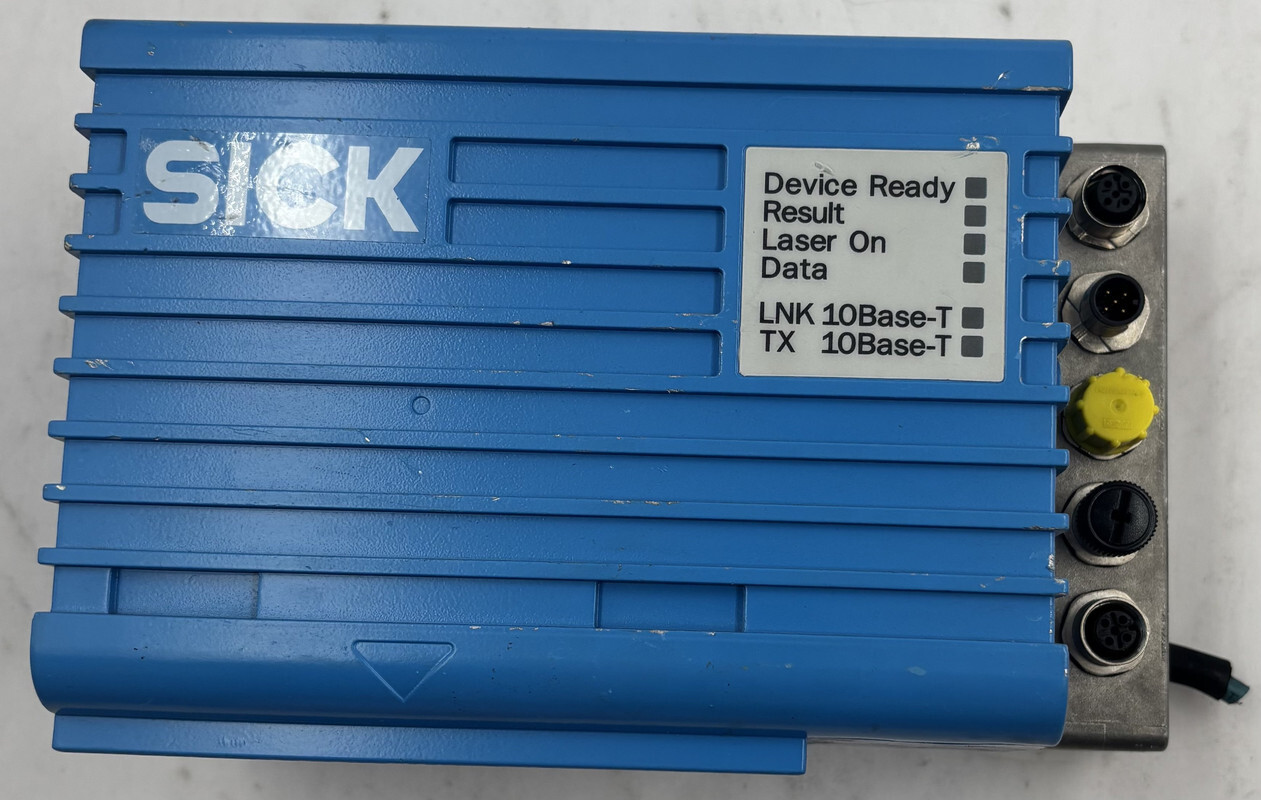 SICK
Device Ready
Result
Laser On
Data
LNK 10Base-T
TX 10Base-T